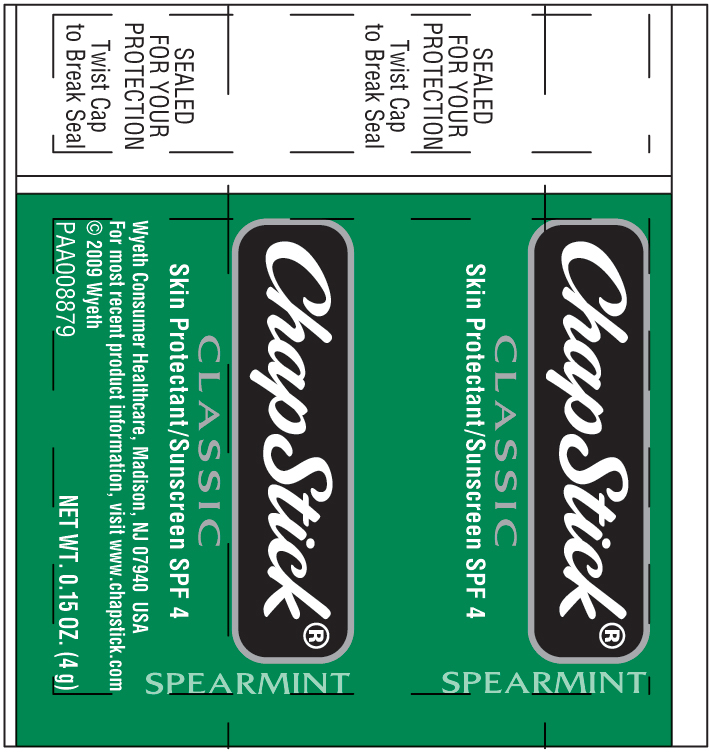 SEALED
FOR YOUR
PROTECTION
Twist Cap
to Break Seal
SEALED
FOR YOUR
PROTECTION
Twist Cap
to Break Seal
ChapStick®
SPEARMINT
CLASSIC
Skin Protectant/Sunscreen SPF 4
ChapStick®
SPEARMINT
CLASSIC
Skin Protectant/Sunscreen SPF 4
Wyeth Consumer Healthcare, Madison, NJ 07940 USA
For most recent product information, visit www.chapstick.com
© 2009 Wyeth
PAA008879
NET WT. 0.15 OZ. (4 g)